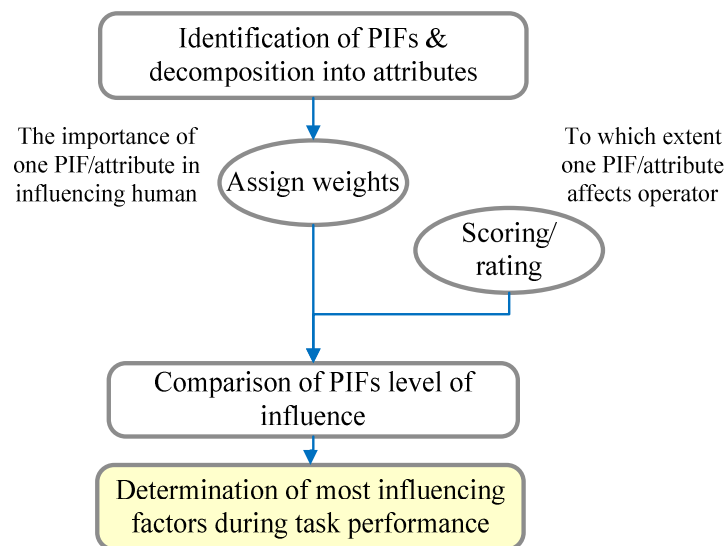 Identification of PIFs &
decomposition into attributes
The importance of
one PIF/attribute in
influencing human
Assign weights
To which extent
one PIF/attribute
affects operator
Scoring/
rating
Comparison of PIFs level of
influence
Determination of most influencing
factors during task performance